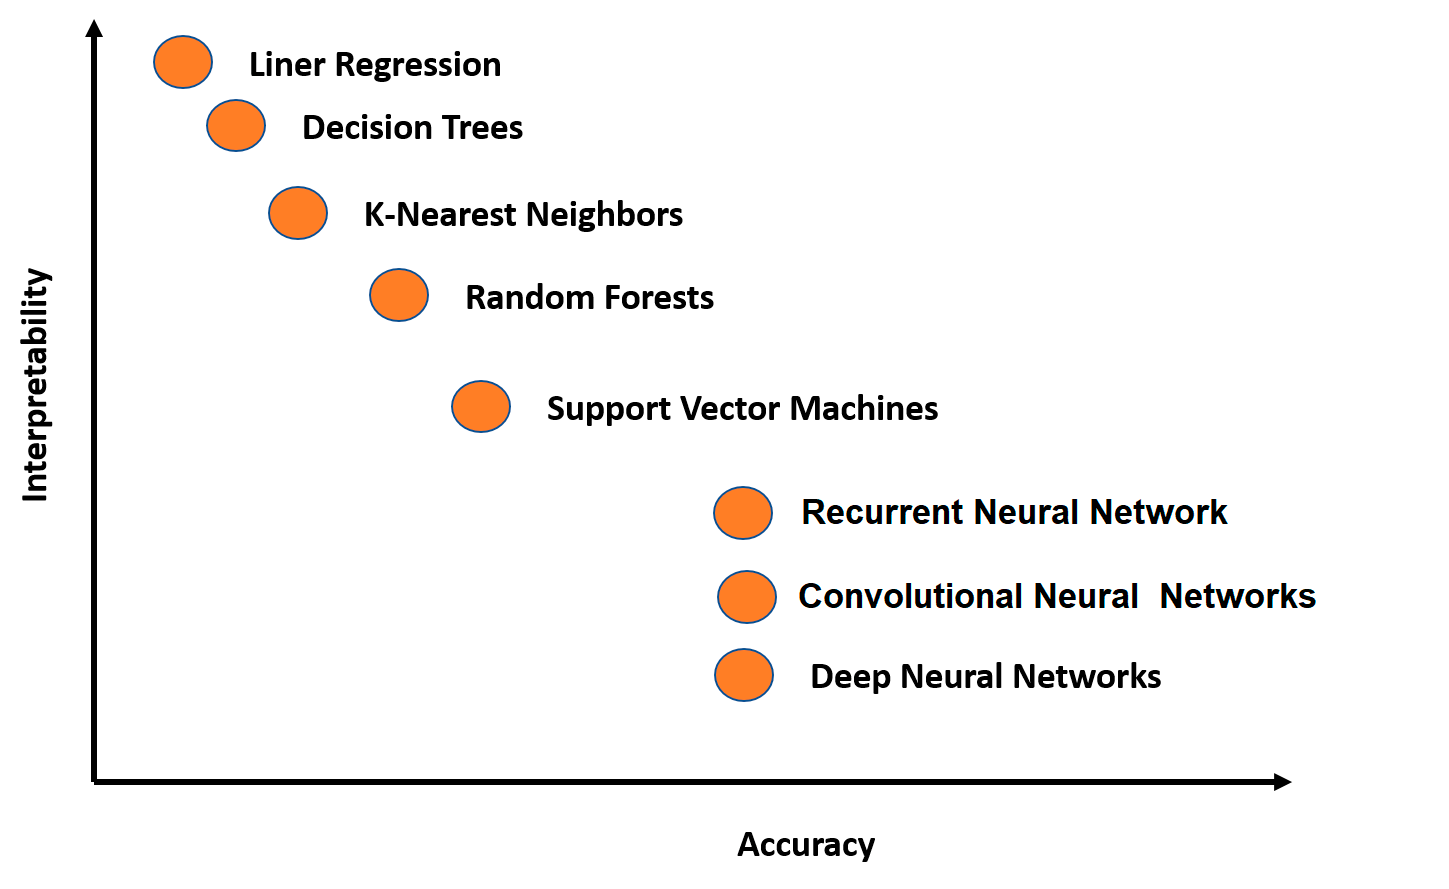 Liner Regression
Decision Trees
K-Nearest Neighbors
Random Forests
Support Vector Machines
Recurrent Neural Network
Convolutional Neural  Networks
Deep Neural Networks
Interpretability
Accuracy